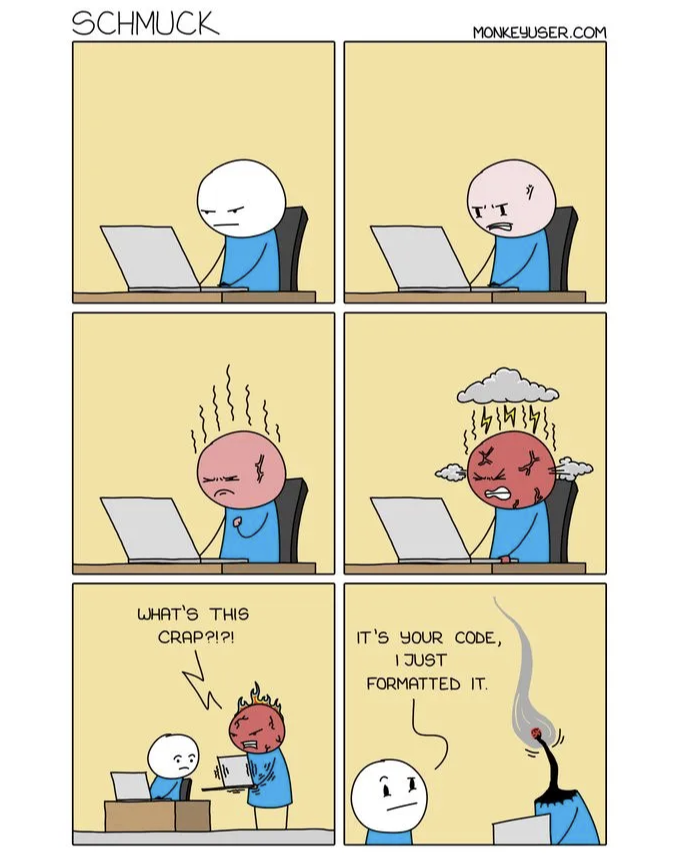 SCHMUCK
MONKEYUSER.COM
WHAT'S THIS
CRAP?!?!
IT'S YOUR CODE,
I JUST
FORMATTED IT.